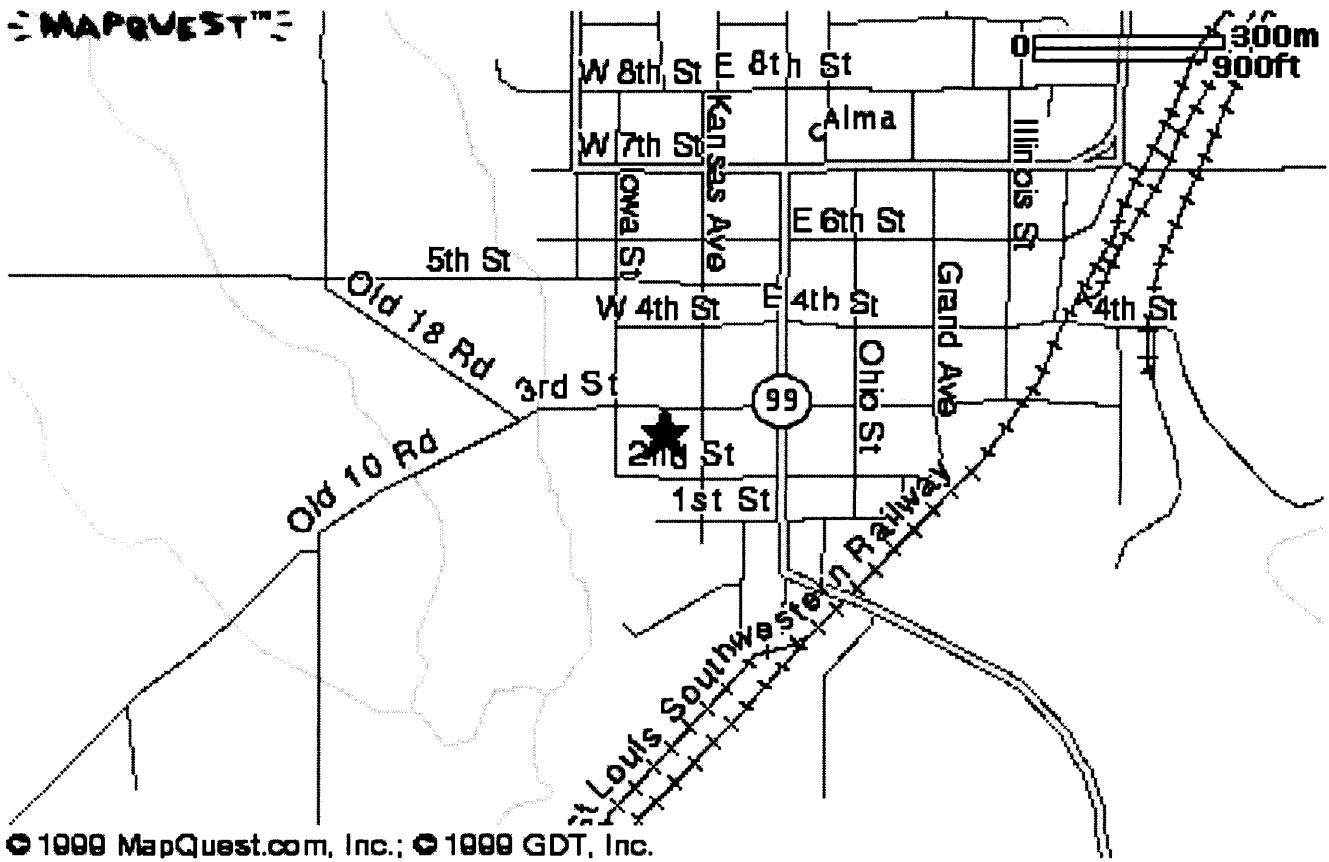 MAPQUEST™
0 300m
900ft
W 8th St E 8th St
Alma
W 7th St
Kansas Ave
Illinois St
Iowa St
E 6th St
5th St
Old 18 Rd
W 4th St E 4th St
4th St
Grand Ave
Ohio St
3rd St
99
2nd St
Old 10 Rd
1st St
St Louis Southwestern Railway
© 1999 MapQuest.com, Inc.; © 1999 GDT, Inc.